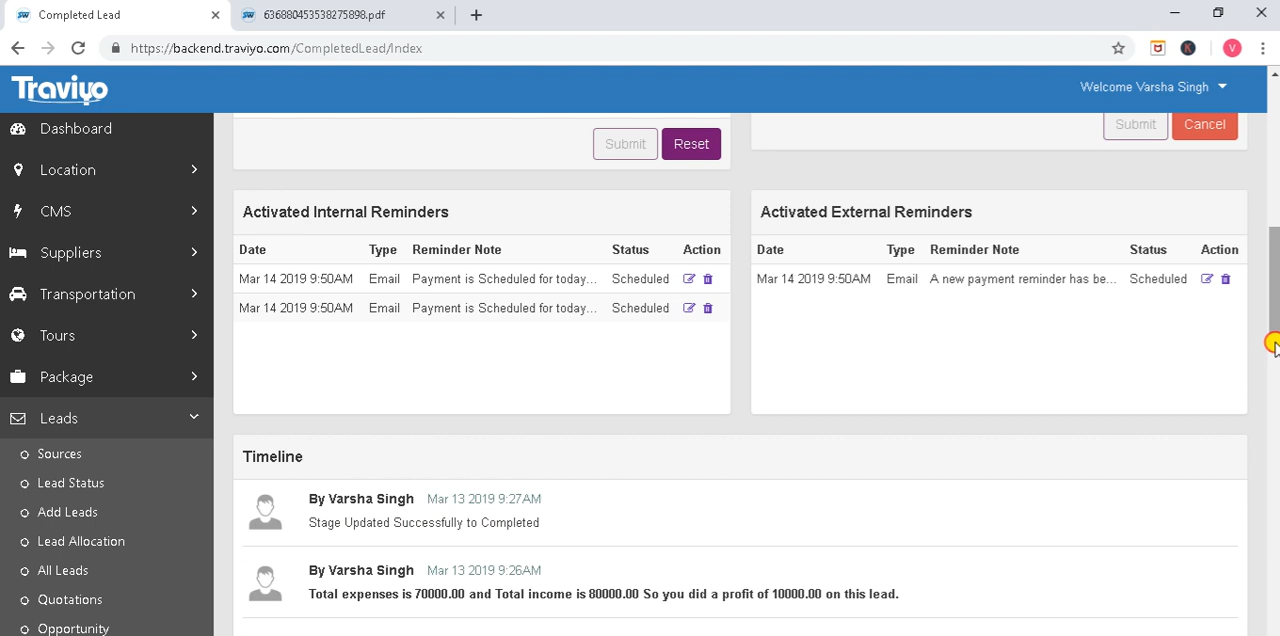 Completed Lead
636880453538275898.pdf
https://backend.traviyo.com/CompletedLead/Index
V
Traviyo
Welcome Varsha Singh
Dashboard
Location
CMS
Suppliers
Transportation
Tours
Package
Leads
Sources
Lead Status
Add Leads
Lead Allocation
All Leads
Quotations
Opportunity
Submit Reset
Submit Cancel
Activated Internal Reminders
Date Type Reminder Note Status Action
Mar 14 2019 9:50AM Email Payment is Scheduled for today... Scheduled
Mar 14 2019 9:50AM Email Payment is Scheduled for today... Scheduled
Activated External Reminders
Date Type Reminder Note Status Action
Mar 14 2019 9:50AM Email A new payment reminder has be... Scheduled
Timeline
By Varsha Singh Mar 13 2019 9:27AM
Stage Updated Successfully to Completed
By Varsha Singh Mar 13 2019 9:26AM
Total expenses is 70000.00 and Total income is 80000.00 So you did a profit of 10000.00 on this lead.